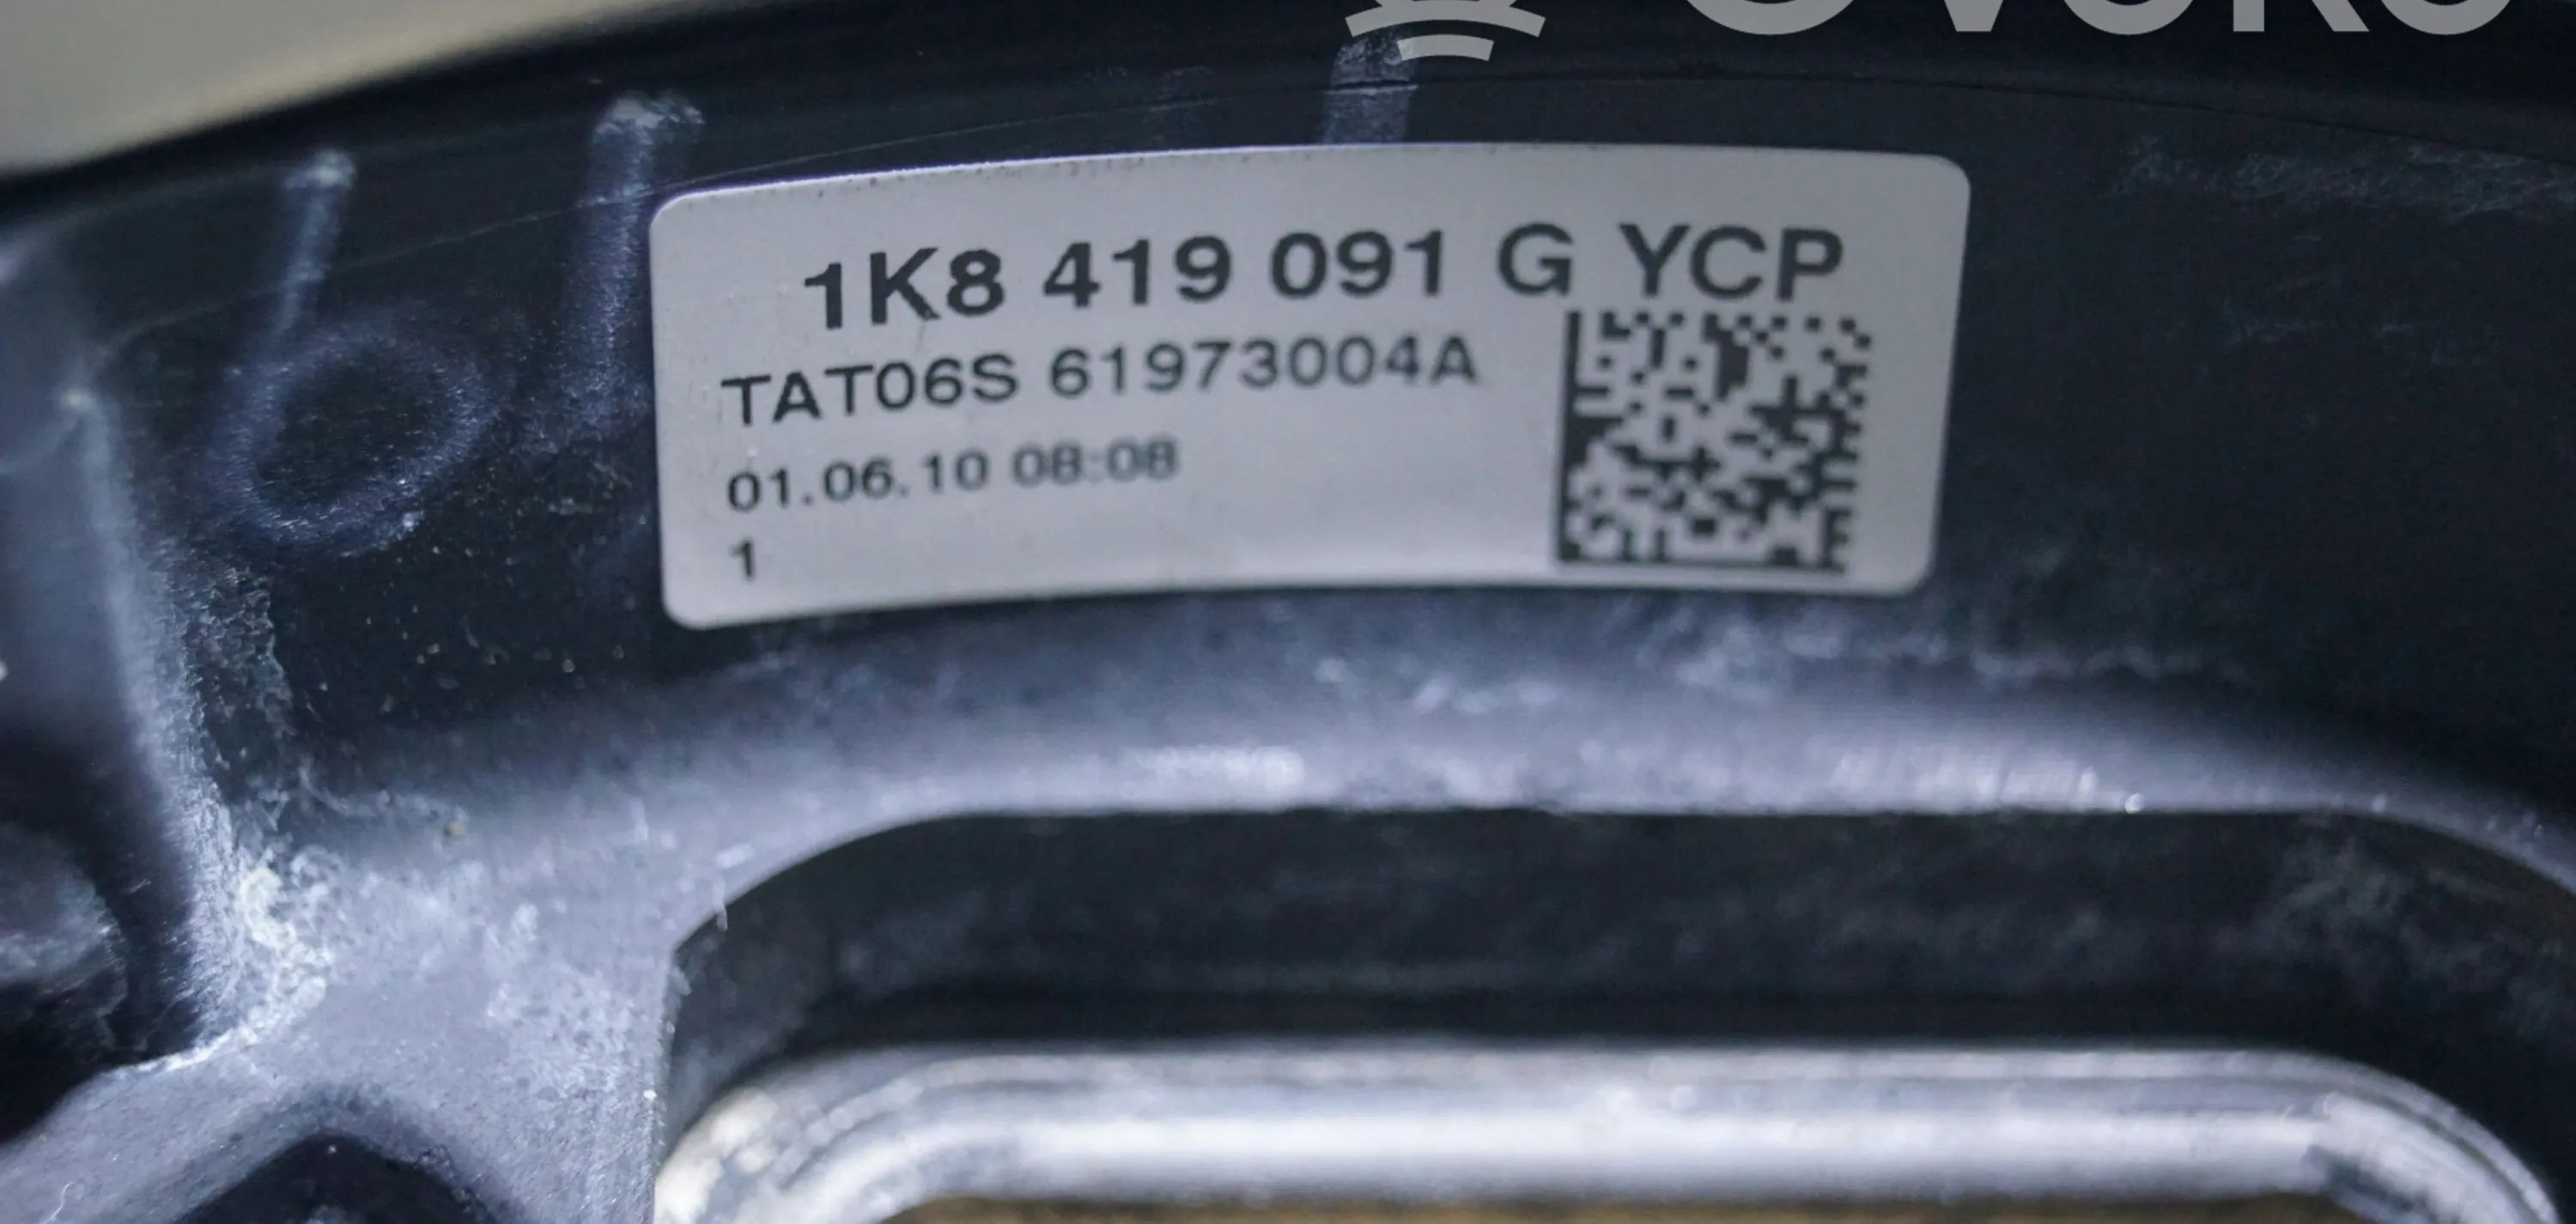 1K8 419 091 G YCP
TAT06S 61973004A
01.06.10 08:08
1